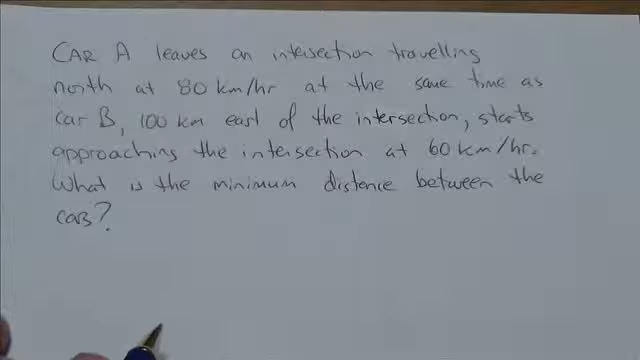 CAR A leaves an intersection travelling
north at 80 km/hr at the same time as
car B, 100 km east of the intersection, starts
approaching the intersection at 60 km/hr.
What is the minimum distance between the
cars?